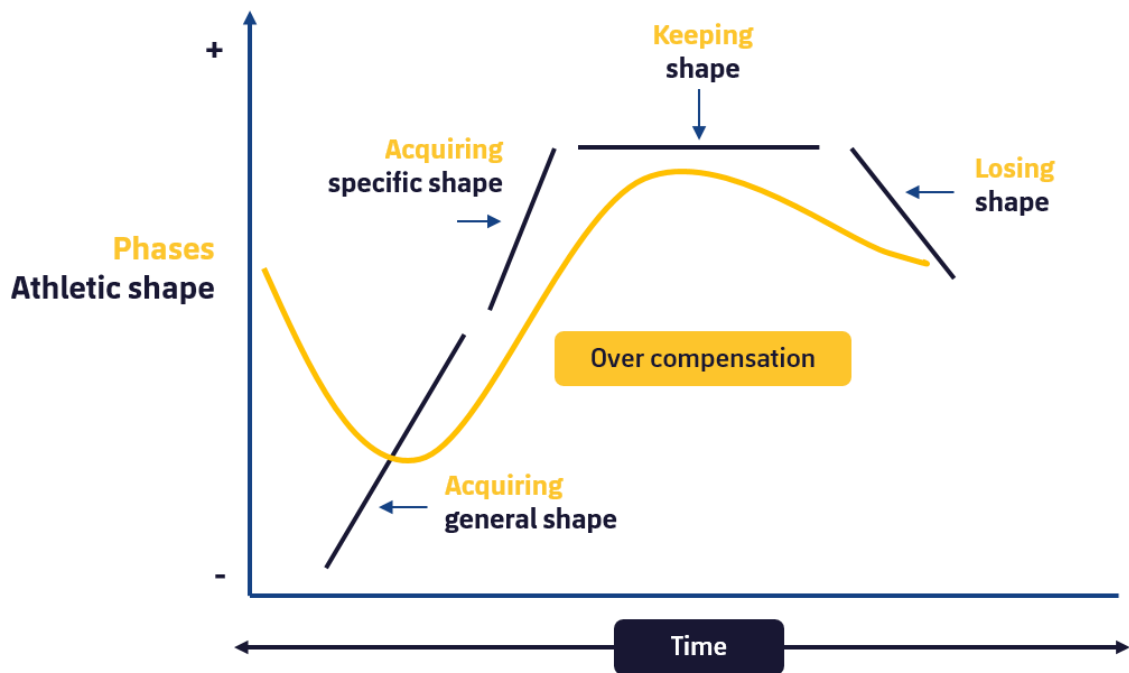 +
Keeping
shape
Acquiring
specific shape
Losing
shape
Phases
Athletic shape
Over compensation
Acquiring
general shape
-
Time